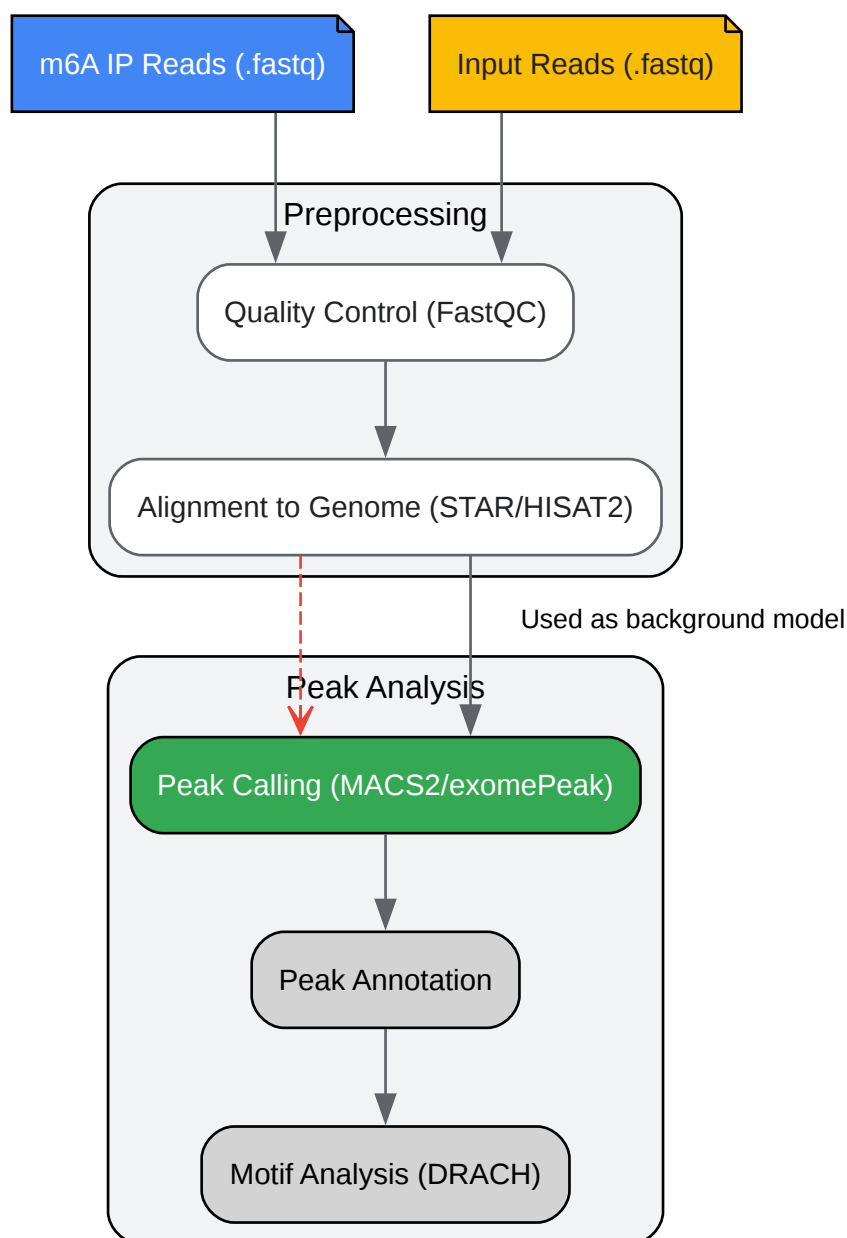 m6A IP Reads (.fastq)
Input Reads (.fastq)
Preprocessing
Quality Control (FastQC)
Alignment to Genome (STAR/HISAT2)
Used as background model
Peak Analysis
Peak Calling (MACS2/exomePeak)
Peak Annotation
Motif Analysis (DRACH)